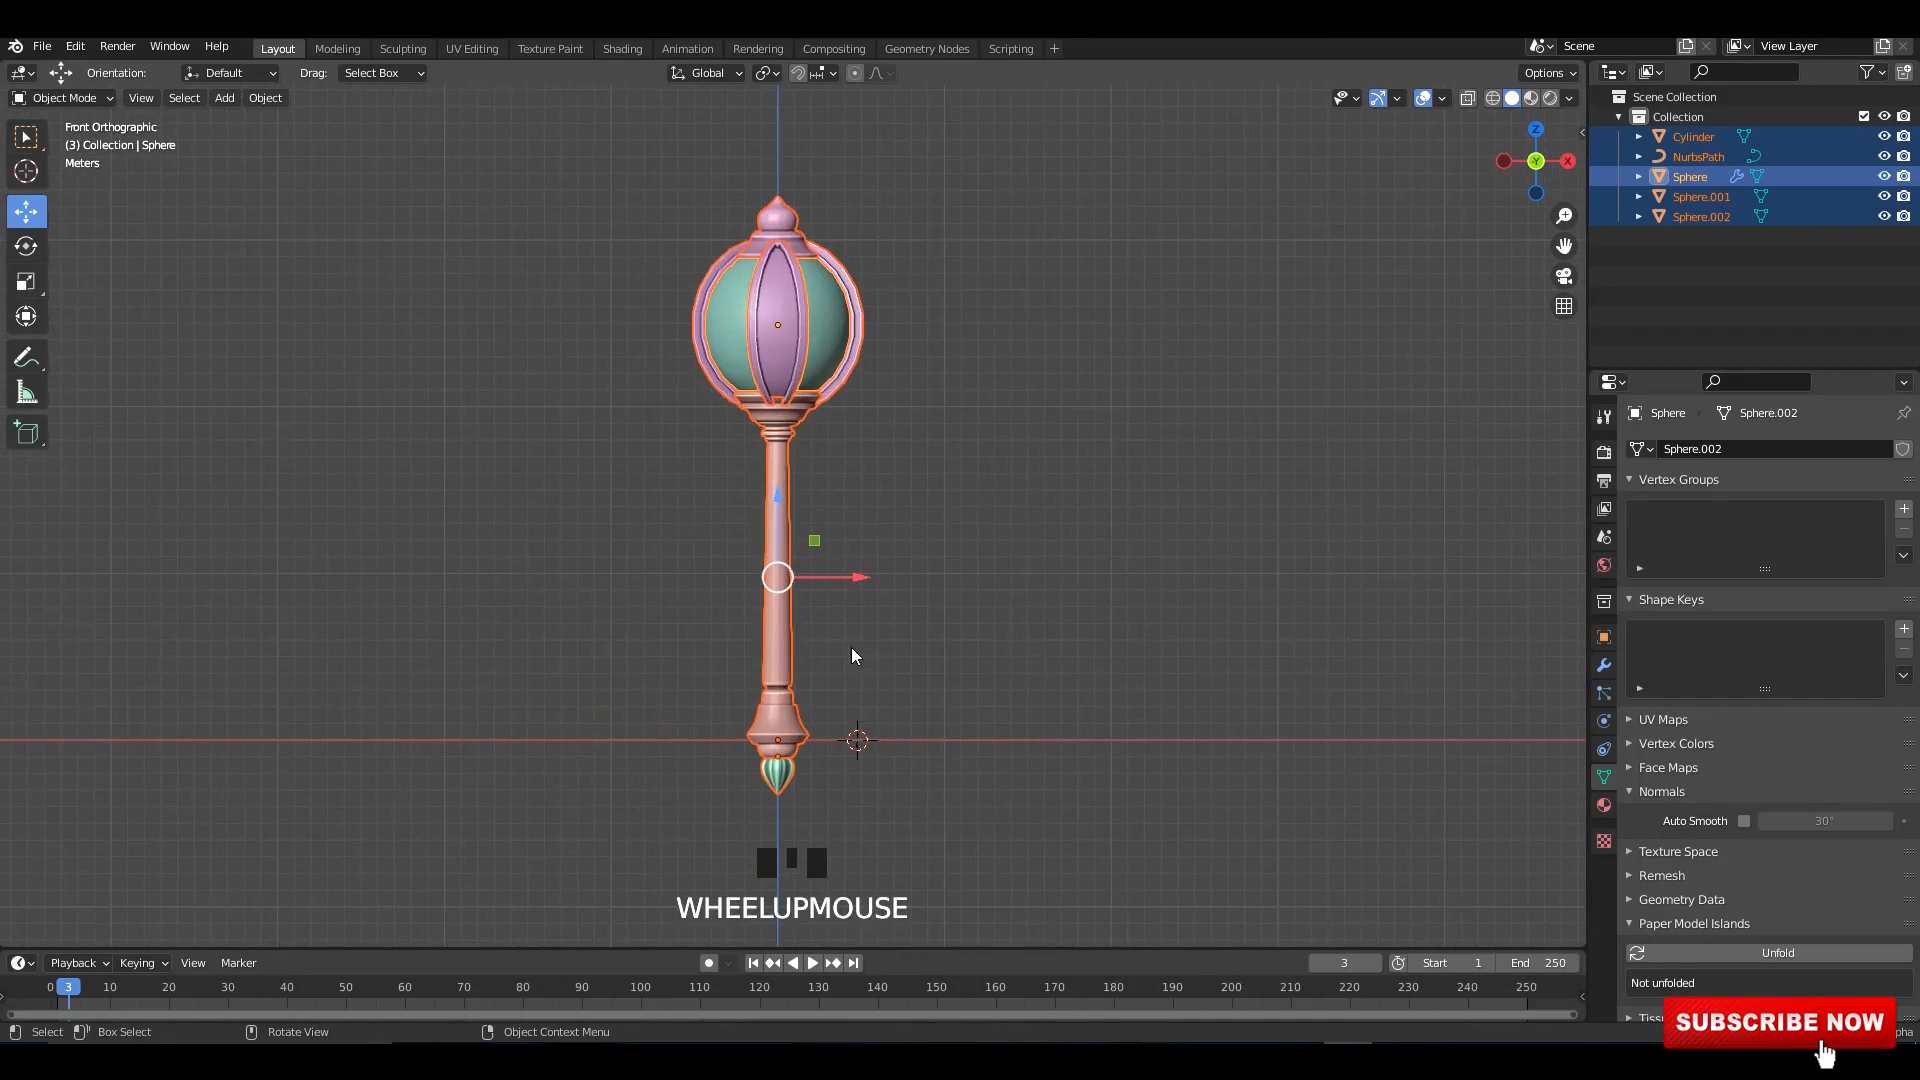 File Edit Render Window Help Layout Modeling Sculpting UV Editing Texture Paint Shading Animation Rendering Compositing Geometry Nodes Scripting + Scene View Layer
Orientation: Default Drag: Select Box Global Options
Object Mode View Select Add Object
Front Orthographic
(3) Collection | Sphere
Meters
Z
Y
X
Scene Collection
Collection
Cylinder
NurbsPath
Sphere
Sphere.001
Sphere.002
Sphere Sphere.002
Sphere.002
Vertex Groups
Shape Keys
UV Maps
Vertex Colors
Face Maps
Normals
Auto Smooth 30°
Texture Space
Remesh
Geometry Data
Paper Model Islands
Unfold
Not unfolded
WHEELUPMOUSE
Playback Keying View Marker 3 Start 1 End 250
0 3 10 20 30 40 50 60 70 80 90 100 110 120 130 140 150 160 170 180 190 200 210 220 230 240 250
Select Box Select Rotate View Object Context Menu
SUBSCRIBE NOW